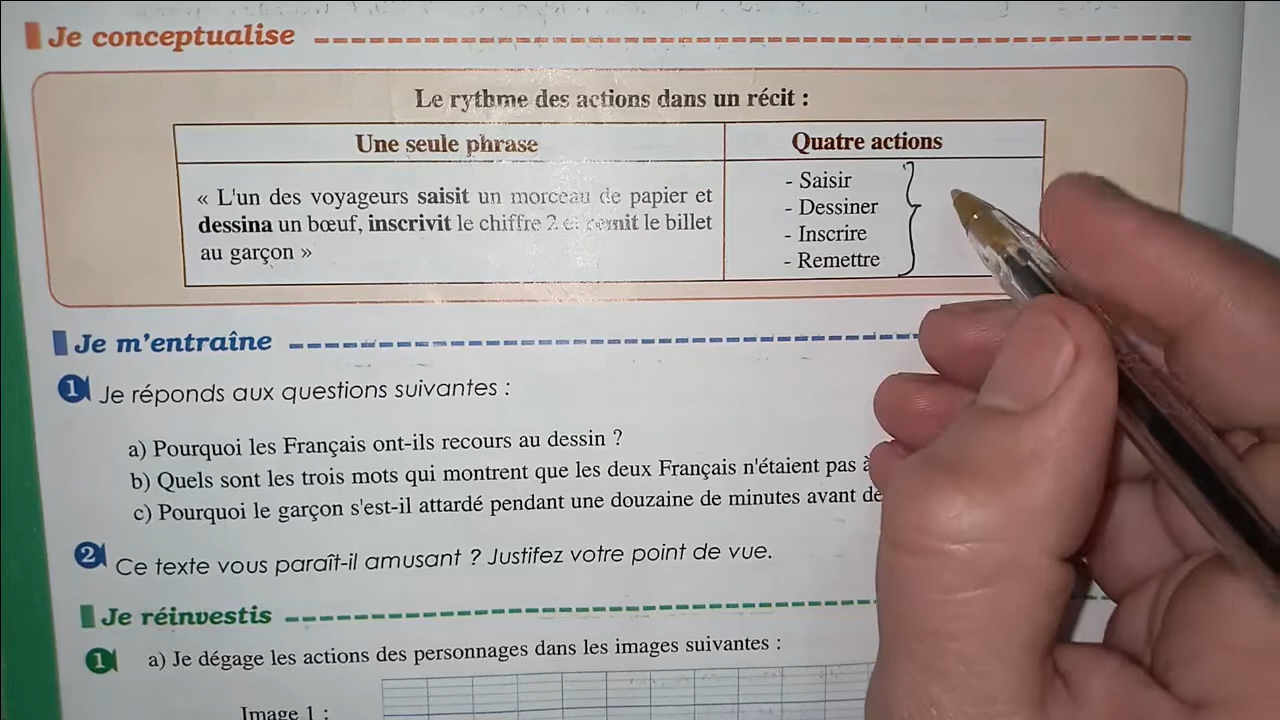 Je conceptualise
Le rythme des actions dans un récit :
Une seule phrase
Quatre actions
« L'un des voyageurs saisit un morceau de papier et
dessina un bœuf, inscrivit le chiffre 2 et remit le billet
au garçon »
- Saisir
- Dessiner
- Inscrire
- Remettre
Je m'entraîne
1 Je réponds aux questions suivantes :
a) Pourquoi les Français ont-ils recours au dessin ?
b) Quels sont les trois mots qui montrent que les deux Français n'étaient pas
c) Pourquoi le garçon s'est-il attardé pendant une douzaine de minutes avant
2 Ce texte vous paraît-il amusant ? Justifez votre point de vue.
Je réinvestis
1 a) Je dégage les actions des personnages dans les images suivantes :
Image 1 :